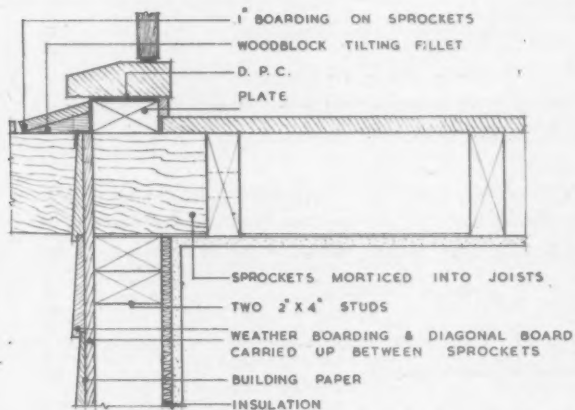 1" BOARDING ON SPROCKETS
WOODBLOCK TILTING FILLET
D. P. C.
PLATE
SPROCKETS MORTICED INTO JOISTS
TWO 2" X 4" STUDS
WEATHER BOARDING & DIAGONAL BOARD
CARRIED UP BETWEEN SPROCKETS
BUILDING PAPER
INSULATION